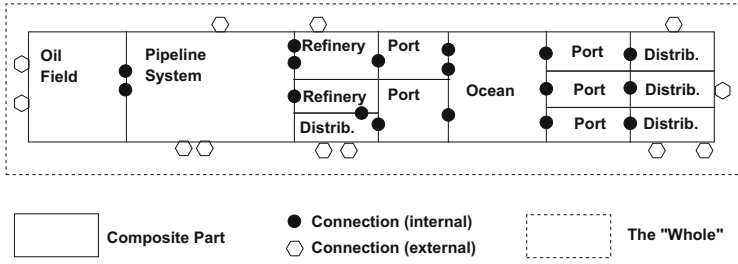 Oil
Field
Pipeline
System
Refinery
Port
Refinery
Port
Distrib.
Ocean
Port
Distrib.
Port
Distrib.
Port
Distrib.
Composite Part
Connection (internal)
Connection (external)
The "Whole"